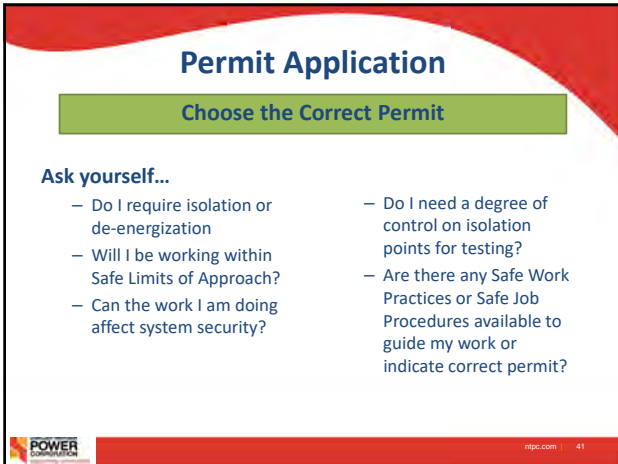 Permit Application
Choose the Correct Permit
Ask yourself...
– Do I require isolation or
de-energization
– Will I be working within
Safe Limits of Approach?
– Can the work I am doing
affect system security?
– Do I need a degree of
control on isolation
points for testing?
– Are there any Safe Work
Practices or Safe Job
Procedures available to
guide my work or
indicate correct permit?
POWER
CORPORATION
ntpc.com | 41